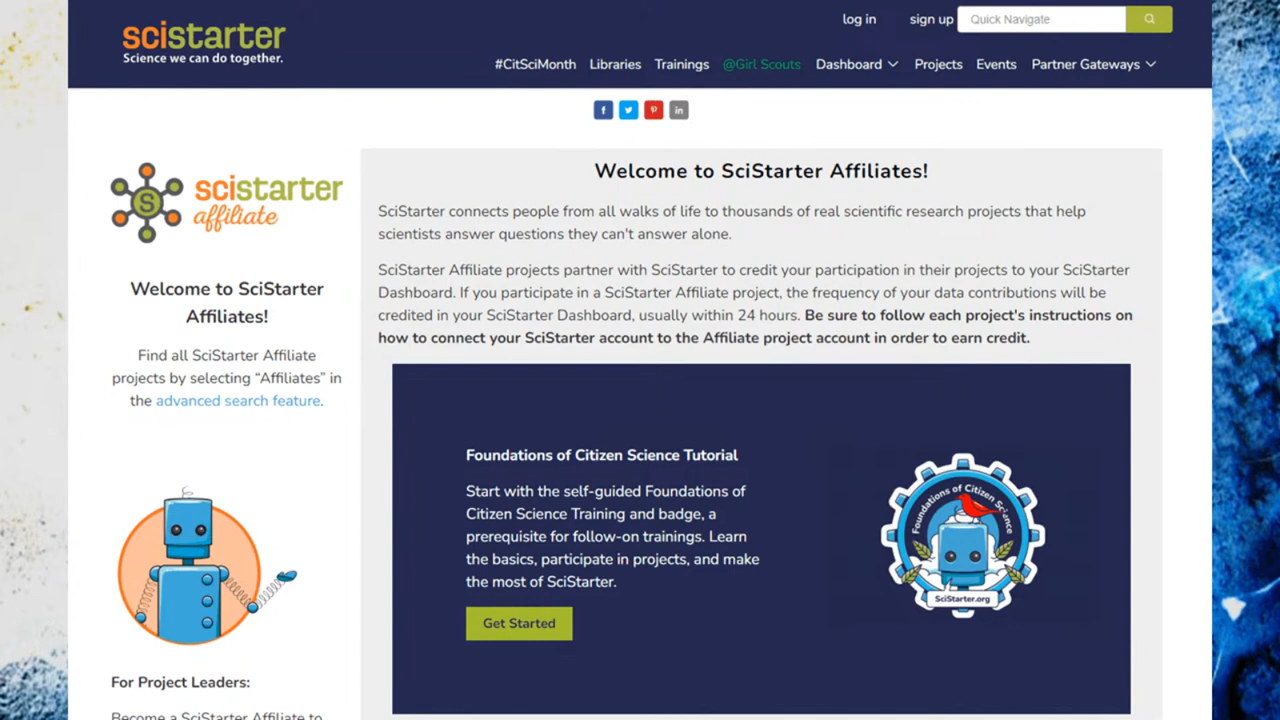 scistarter
Science we can do together.
log in
sign up
Quick Navigate
#CitSciMonth
Libraries
Trainings
@Girl Scouts
Dashboard
Projects
Events
Partner Gateways
scistarter
affiliate
Welcome to SciStarter
Affiliates!
Find all SciStarter Affiliate
projects by selecting “Affiliates” in
the advanced search feature.
For Project Leaders:
Become a SciStarter Affiliate to
Welcome to SciStarter Affiliates!
SciStarter connects people from all walks of life to thousands of real scientific research projects that help
scientists answer questions they can't answer alone.
SciStarter Affiliate projects partner with SciStarter to credit your participation in their projects to your SciStarter
Dashboard. If you participate in a SciStarter Affiliate project, the frequency of your data contributions will be
credited in your SciStarter Dashboard, usually within 24 hours. Be sure to follow each project's instructions on
how to connect your SciStarter account to the Affiliate project account in order to earn credit.
Foundations of Citizen Science Tutorial
Start with the self-guided Foundations of
Citizen Science Training and badge, a
prerequisite for follow-on trainings. Learn
the basics, participate in projects, and make
the most of SciStarter.
Get Started
Foundations of Citizen Science
SciStarter.org